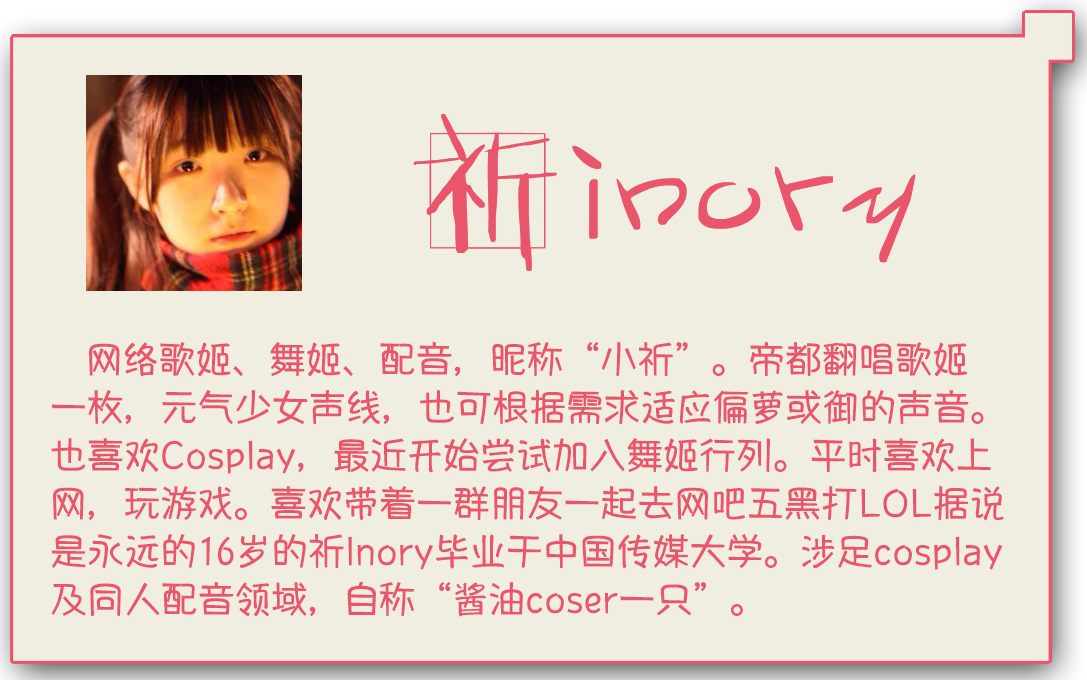 祈inory
网络歌姬、舞姬、配音，昵称“小祈”。帝都翻唱歌姬
一枚，元气少女声线，也可根据需求适应偏萝或御的声音。
也喜欢Cosplay，最近开始尝试加入舞姬行列。平时喜欢上
网，玩游戏。喜欢带着一群朋友一起去网吧五黑打LOL据说
是永远的16岁的祈Inory毕业于中国传媒大学。涉足cosplay
及同人配音领域，自称“酱油coser一只”。